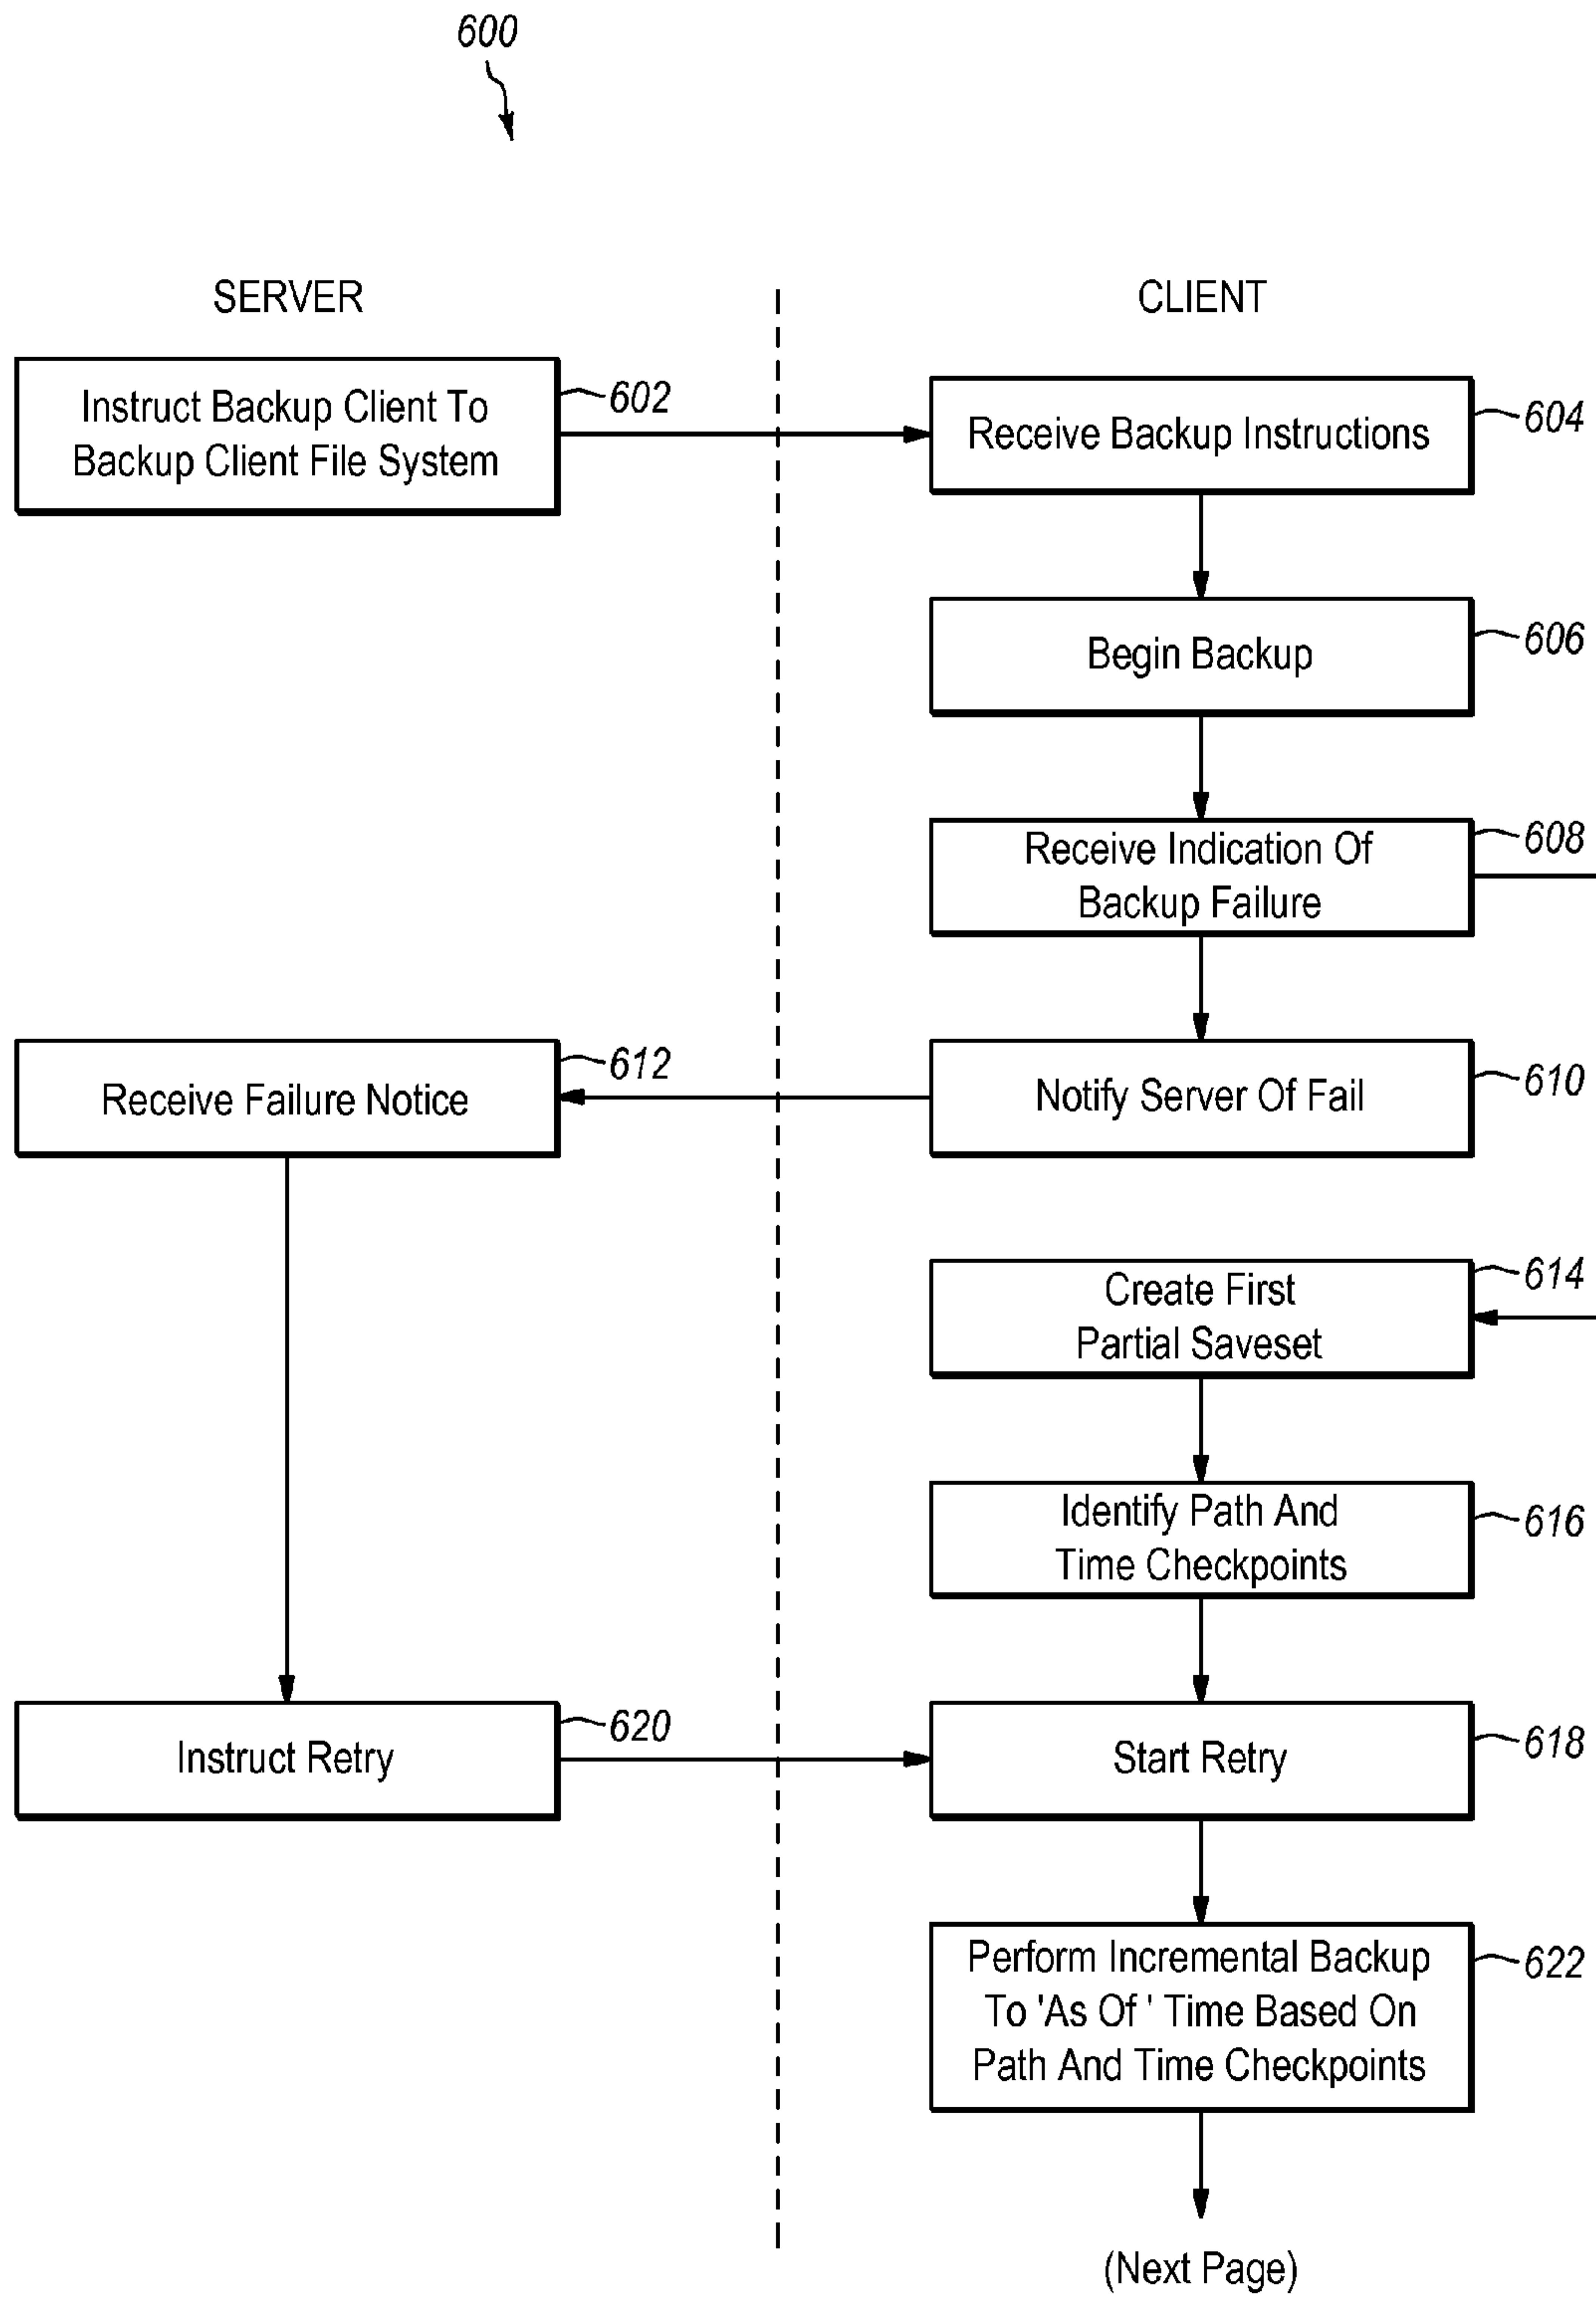 600
SERVER
CLIENT
Instruct Backup Client To
Backup Client File System
602
Receive Backup Instructions
604
Begin Backup
606
Receive Indication Of
Backup Failure
608
Receive Failure Notice
612
Notify Server Of Fail
610
Create First
Partial Saveset
614
Identify Path And
Time Checkpoints
616
Instruct Retry
620
Start Retry
618
Perform Incremental Backup
To 'As Of ' Time Based On
Path And Time Checkpoints
622
(Next Page)